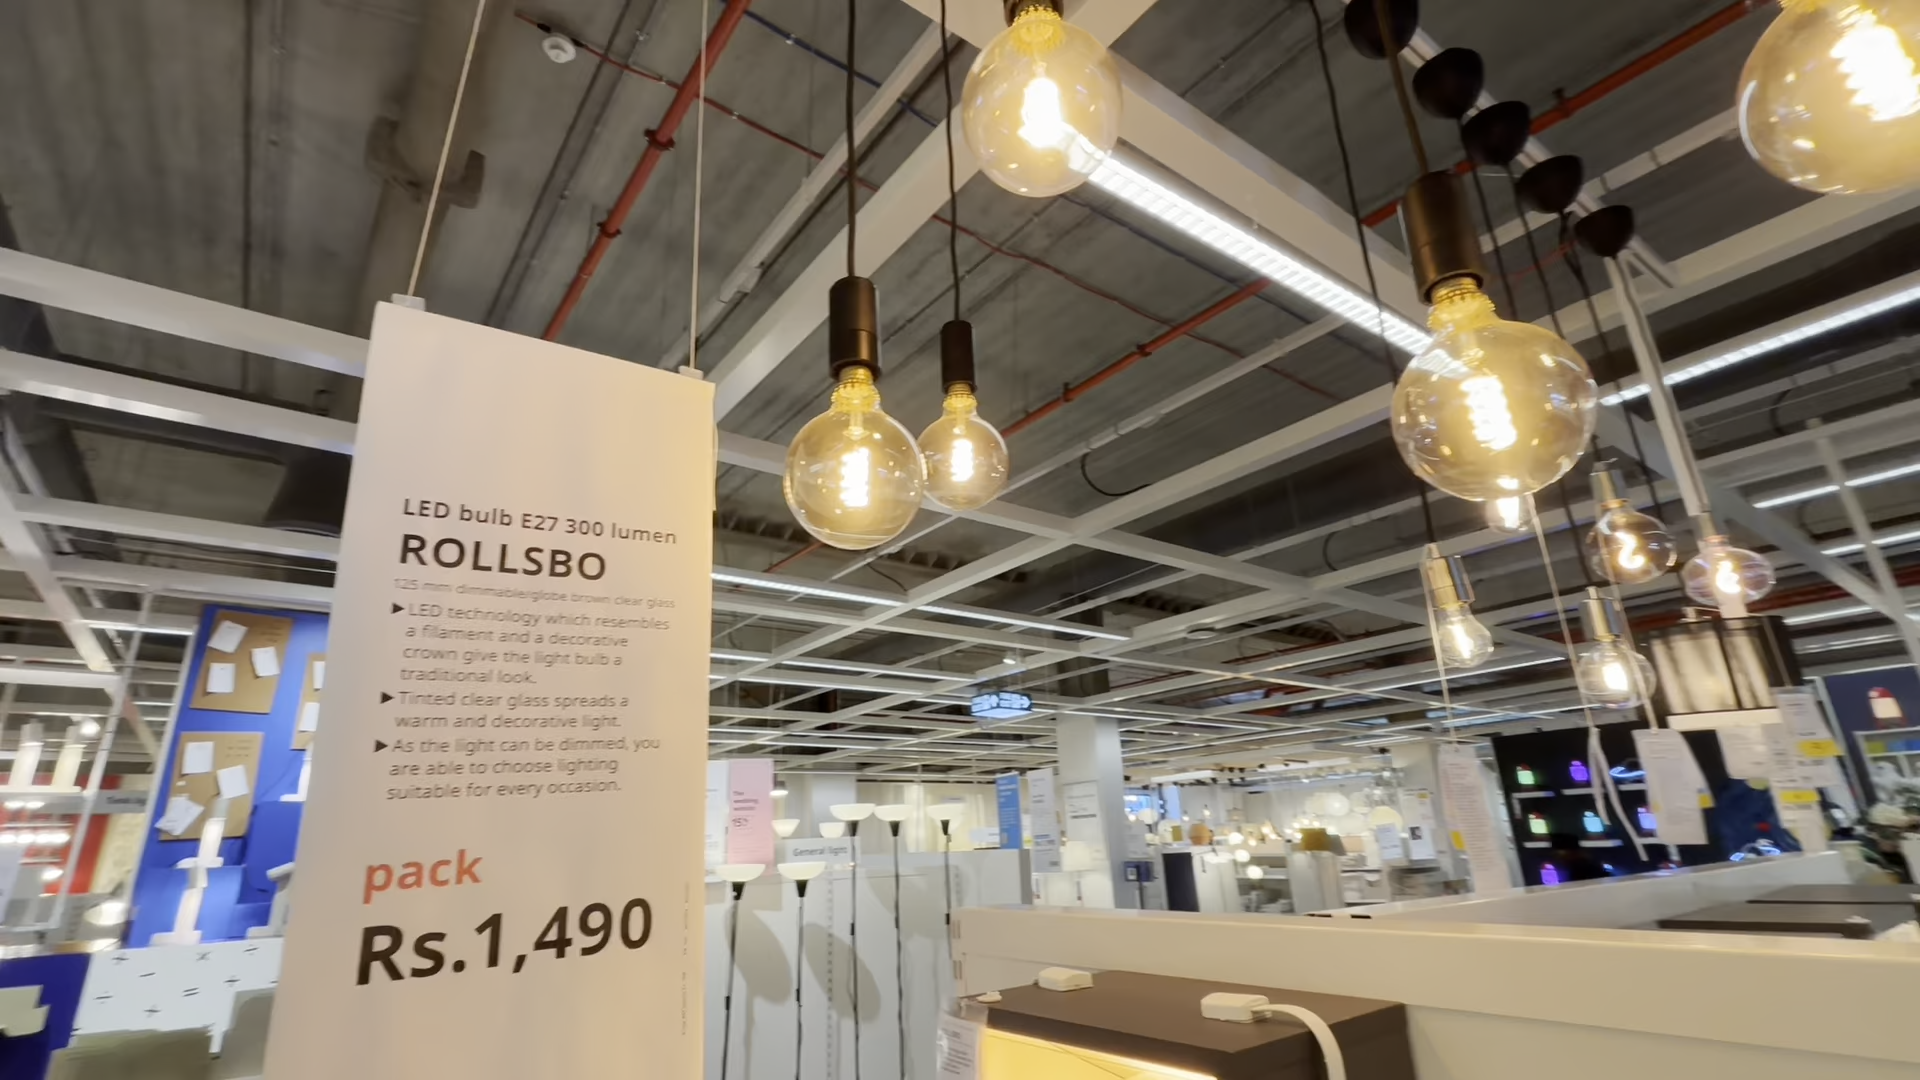 LED bulb E27 300 lumen
ROLLSBO
125 mm dimmable/globe brown clear glass
▶LED technology which resembles
a filament and a decorative
crown give the light bulb a
traditional look.
▶Tinted clear glass spreads a
warm and decorative light.
▶As the light can be dimmed, you
are able to choose lighting
suitable for every occasion.
pack
Rs.1,490
General light